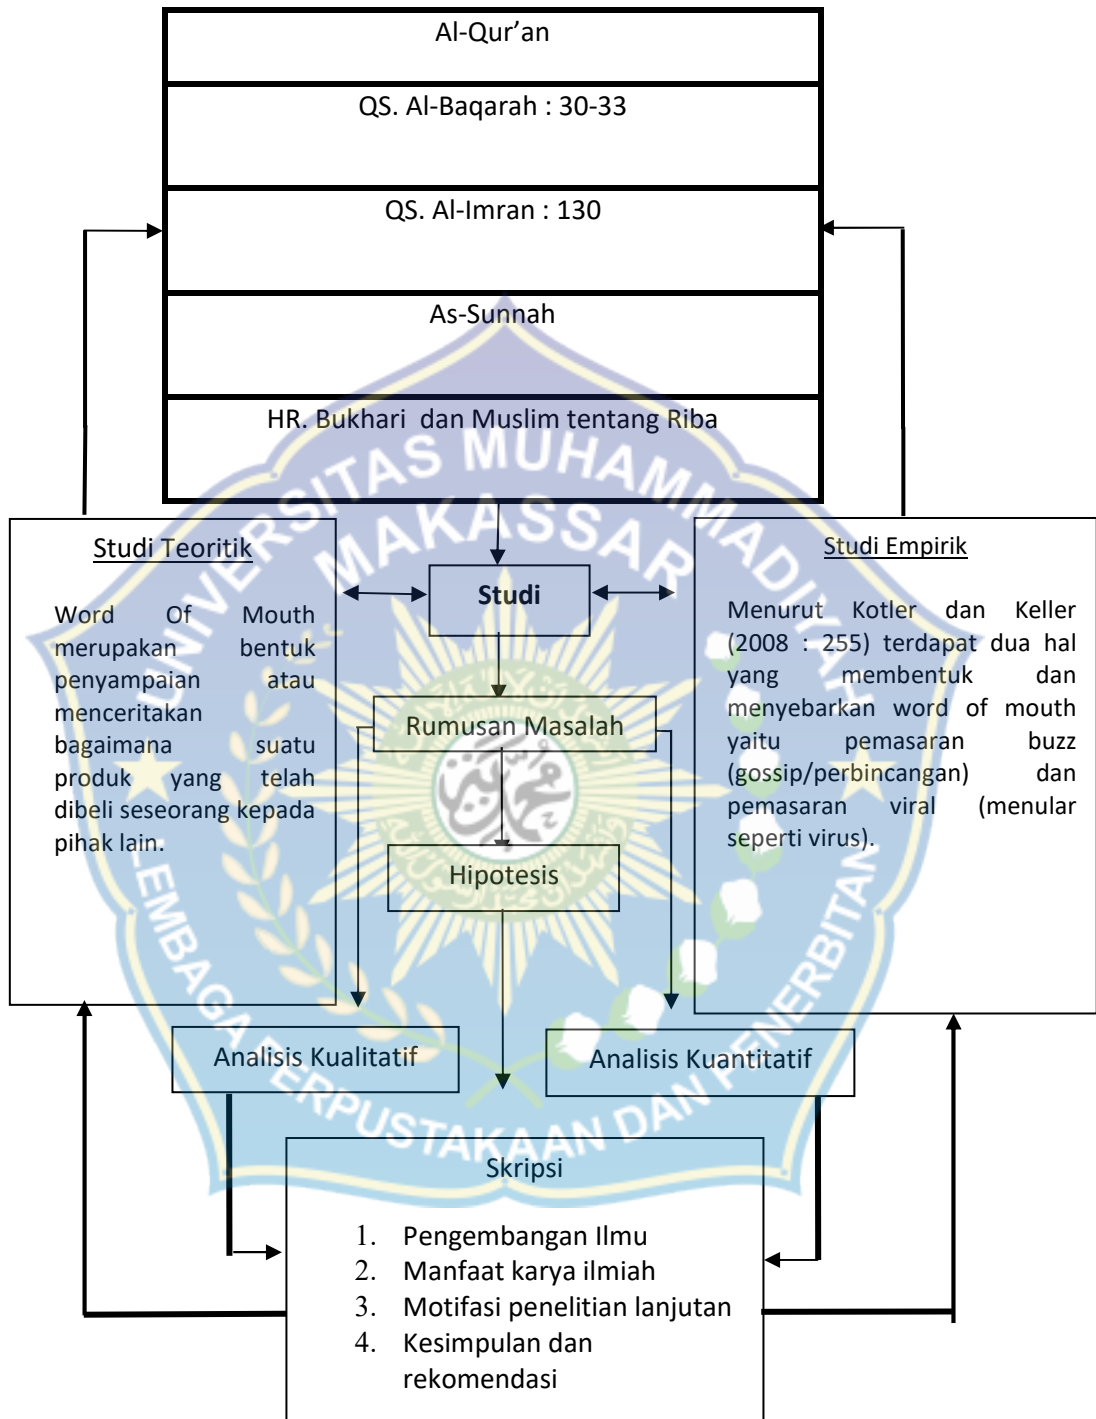 Al-Qur’an
QS. Al-Baqarah : 30-33
QS. Al-Imran : 130
As-Sunnah
HR. Bukhari dan Muslim tentang Riba
UNIVERSITAS MUHAMMADIYAH
MAKASSAR
Studi Teoritik
Word Of Mouth
merupakan bentuk
penyampaian atau
menceritakan
bagaimana suatu
produk yang telah
dibeli seseorang kepada
pihak lain.
Studi
Studi Empirik
Menurut Kotler dan Keller
(2008 : 255) terdapat dua hal
yang membentuk dan
menyebarkan word of mouth
yaitu pemasaran buzz
(gossip/perbincangan) dan
pemasaran viral (menular
seperti virus).
Rumusan Masalah
Hipotesis
Analisis Kualitatif
Analisis Kuantitatif
LEMBAGA PERPUSTAKAAN DAN PENERBITAN
Skripsi
1. Pengembangan Ilmu
2. Manfaat karya ilmiah
3. Motifasi penelitian lanjutan
4. Kesimpulan dan
rekomendasi